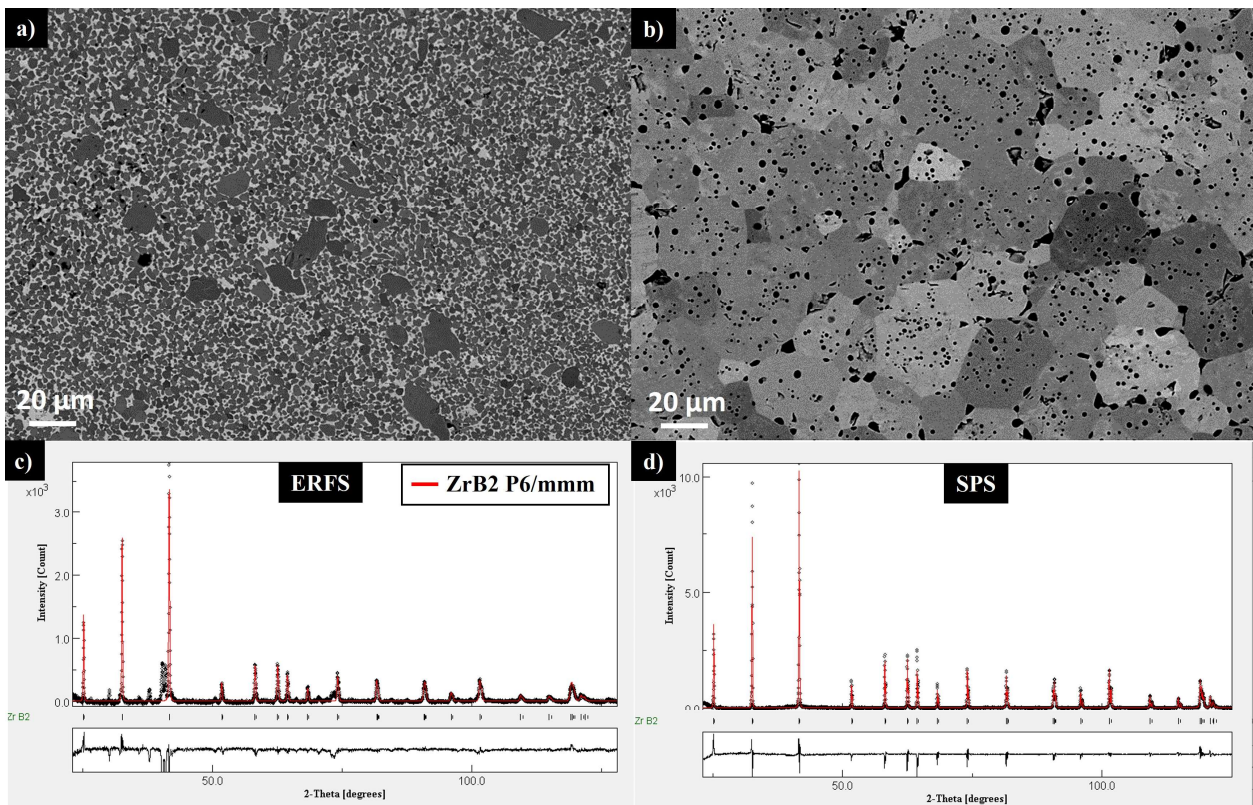 a)
20 µm
b)
20 µm
c)
ERFS
ZrB2 P6/mmm
x10³
3.0
2.0
1.0
0.0
Intensity [Count]
Zr B2
50.0
100.0
2-Theta [degrees]
d)
SPS
10.0
x10³
5.0
0.0
Intensity [Count]
Zr B2
50.0
100.0
2-Theta [degrees]